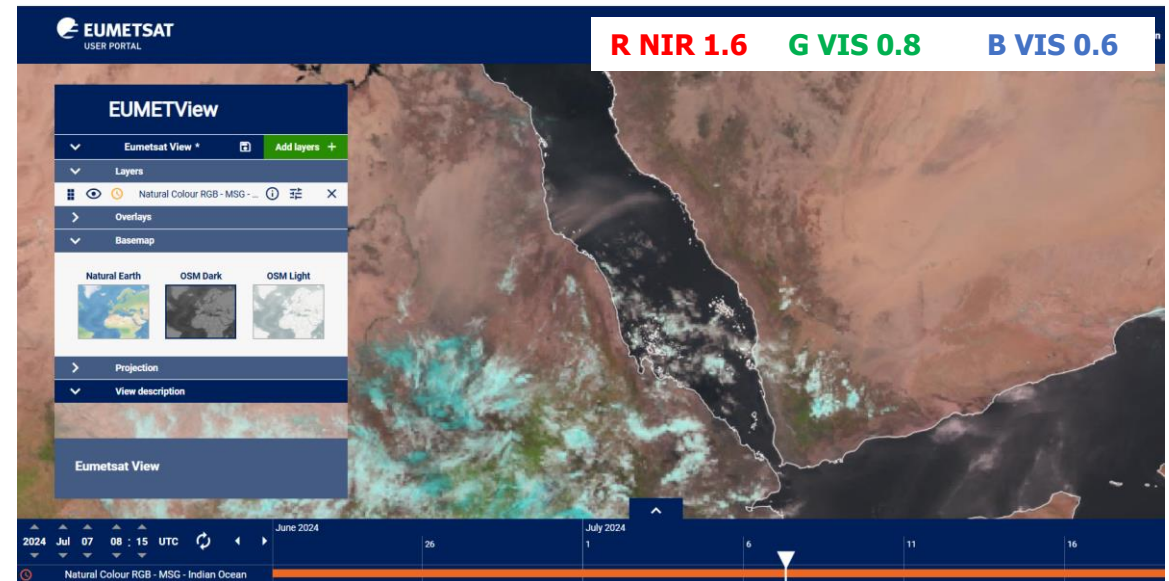 EUMETSAT
USER PORTAL
R NIR 1.6 G VIS 0.8 B VIS 0.6
EUMETView
Eumetsat View *
Add layers +
Layers
Natural Colour RGB - MSG - ...
Overlays
Basemap
Natural Earth OSM Dark OSM Light
Projection
View description
Eumetsat View
June 2024 July 2024
2024 Jul 07 08 : 15 UTC
26 1 6 11 16
Natural Colour RGB - MSG - Indian Ocean